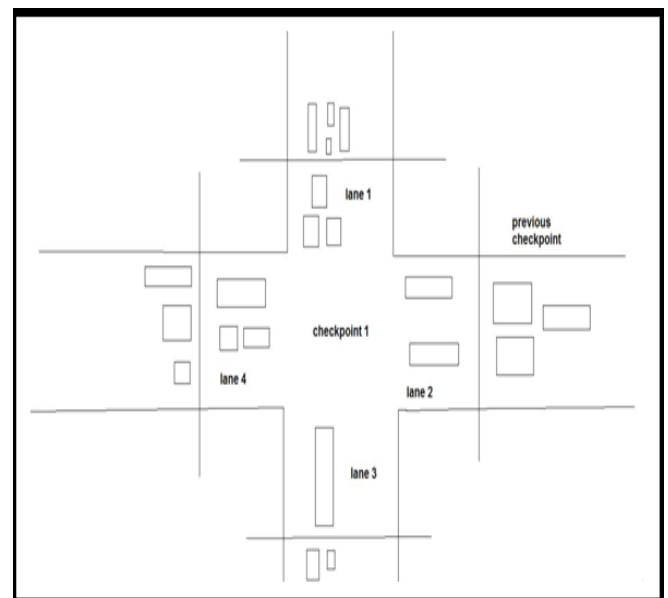 lane 1
previous
checkpoint
checkpoint 1
lane 4
lane 2
lane 3